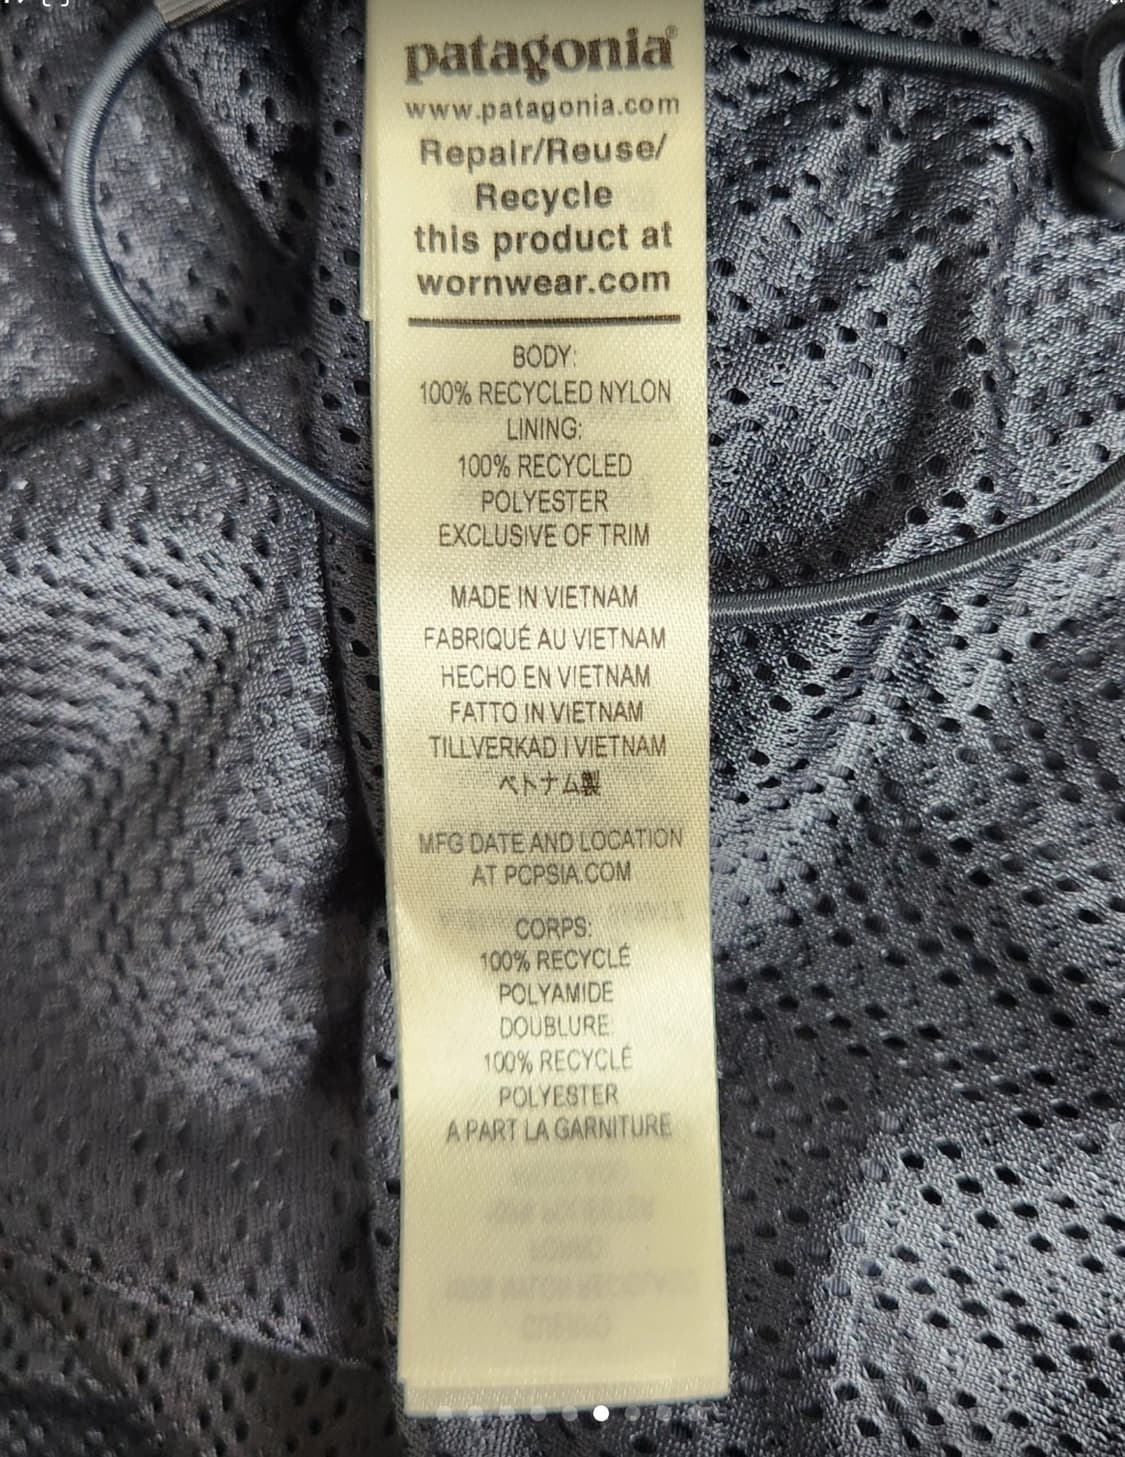 patagonia®
www.patagonia.com
Repair/Reuse/
Recycle
this product at
wornwear.com
BODY:
100% RECYCLED NYLON
LINING:
100% RECYCLED
POLYESTER
EXCLUSIVE OF TRIM
MADE IN VIETNAM
FABRIQUÉ AU VIETNAM
HECHO EN VIETNAM
FATTO IN VIETNAM
TILLVERKAD I VIETNAM
ベトナム製
MFG DATE AND LOCATION
AT PCPSIA.COM
CORPS:
100% RECYCLÉ
POLYAMIDE
DOUBLURE:
100% RECYCLÉ
POLYESTER
A PART LA GARNITURE